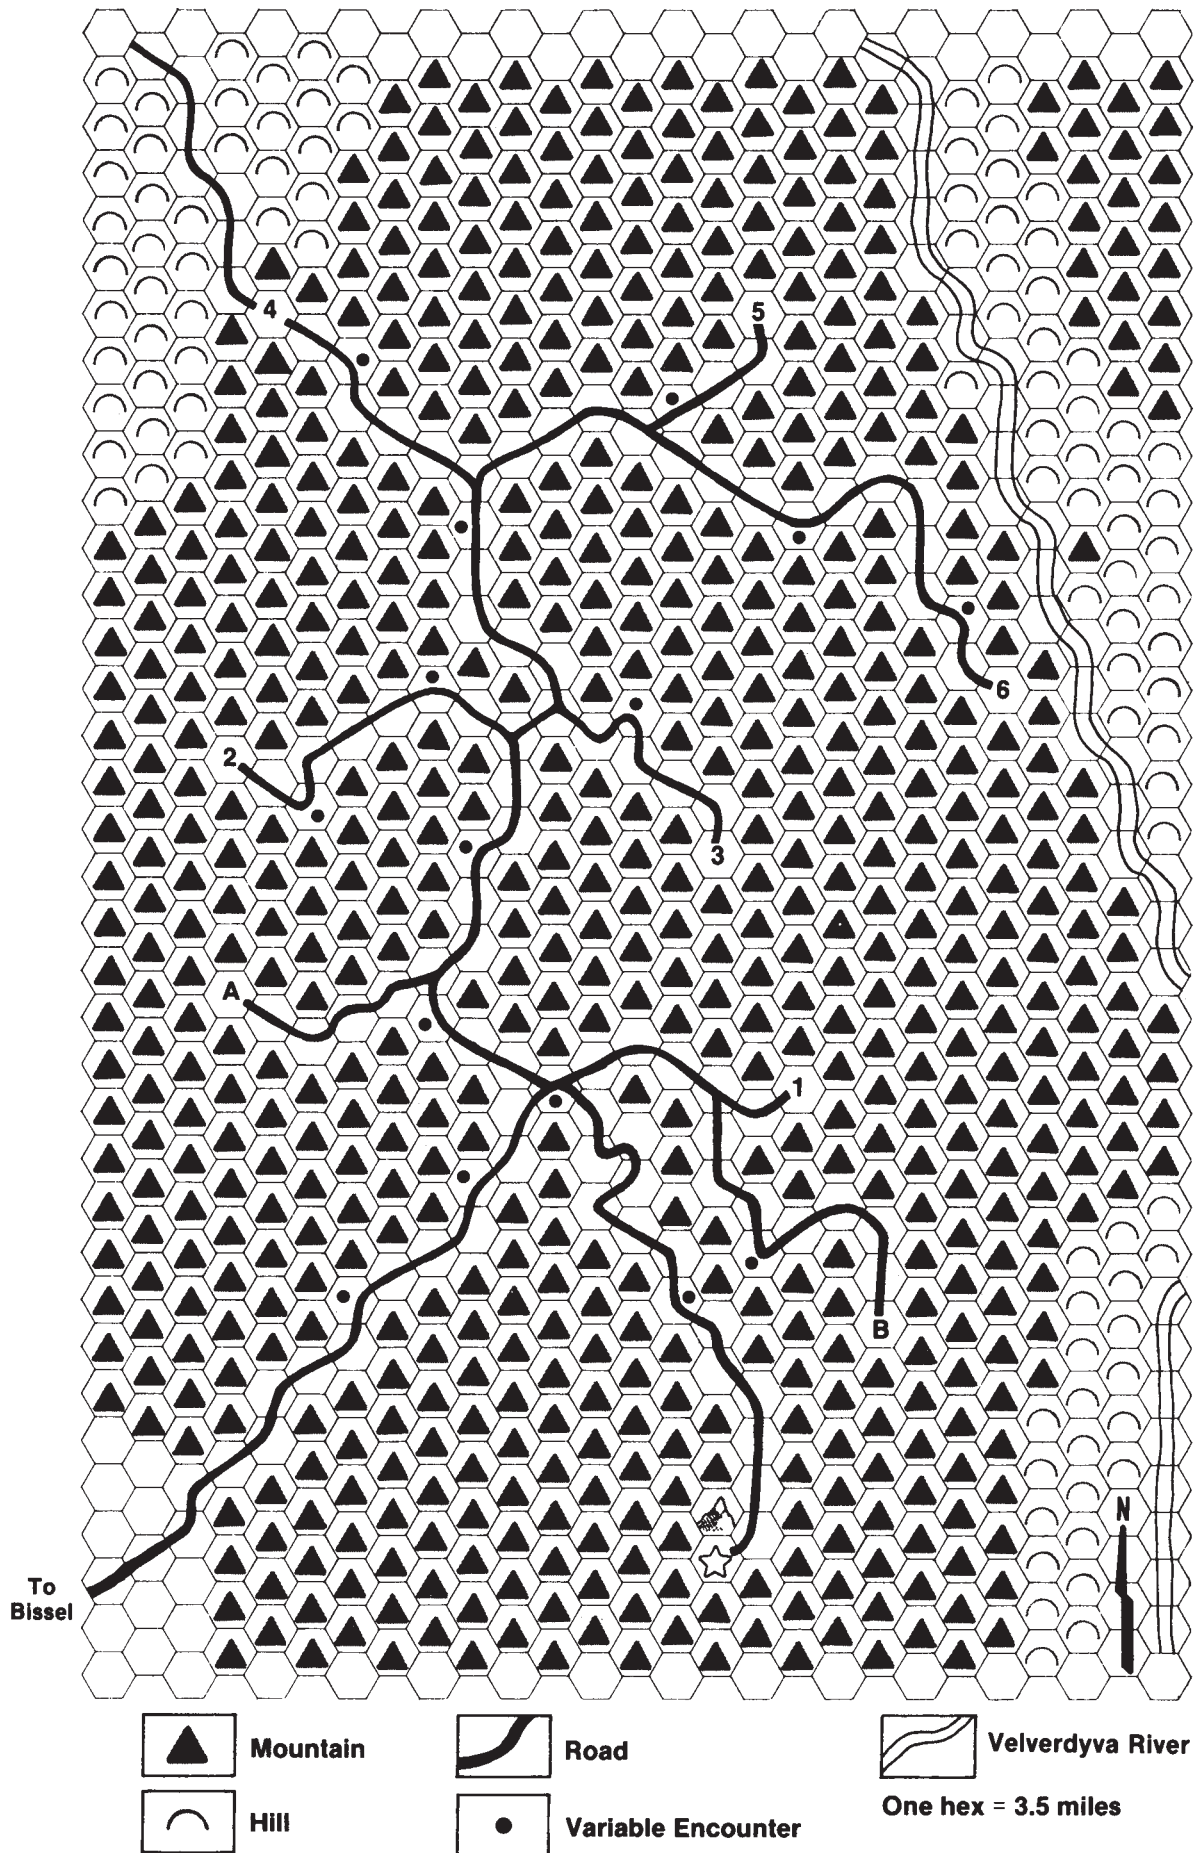 4
5
6
2
3
A
1
B
N
To
Bissel
Mountain
Road
Velverdyva River
Hill
Variable Encounter
One hex = 3.5 miles